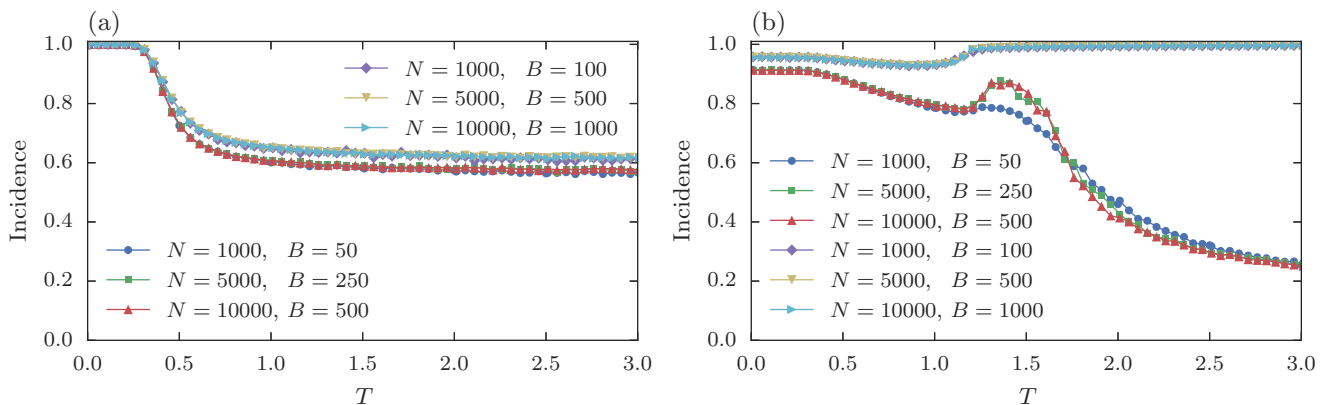 (a)
1.0
0.8
0.6
0.4
0.2
0.0
Incidence
N = 1000, B = 100
N = 5000, B = 500
N = 10000, B = 1000
N = 1000, B = 50
N = 5000, B = 250
N = 10000, B = 500
0.0 0.5 1.0 1.5 2.0 2.5 3.0
T
(b)
1.0
0.8
0.6
0.4
0.2
0.0
Incidence
N = 1000, B = 50
N = 5000, B = 250
N = 10000, B = 500
N = 1000, B = 100
N = 5000, B = 500
N = 10000, B = 1000
0.0 0.5 1.0 1.5 2.0 2.5 3.0
T